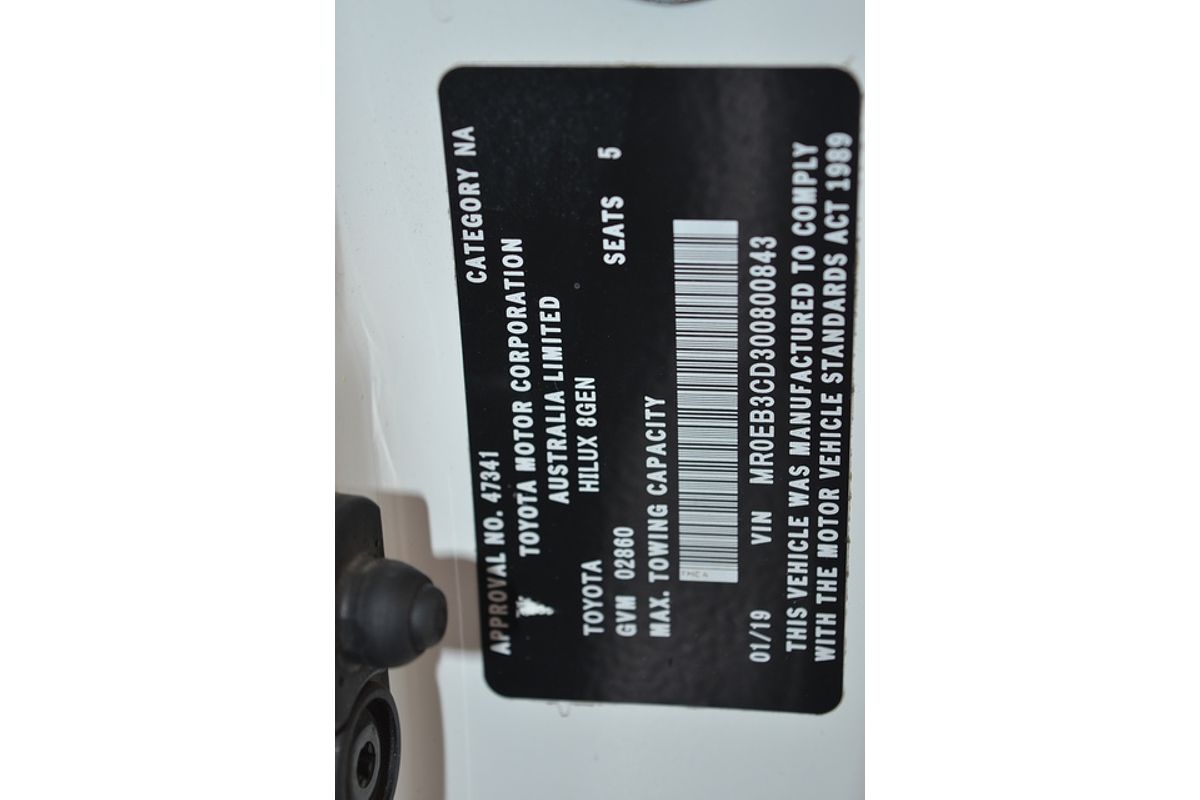 APPROVAL NO. 47341 CATEGORY NA
TOYOTA MOTOR CORPORATION
AUSTRALIA LIMITED
TOYOTA HILUX 8GEN
GVM 02860 SEATS 5
MAX. TOWING CAPACITY
TMCA
01/19 VIN MR0EB3CD300800843
THIS VEHICLE WAS MANUFACTURED TO COMPLY
WITH THE MOTOR VEHICLE STANDARDS ACT 1989